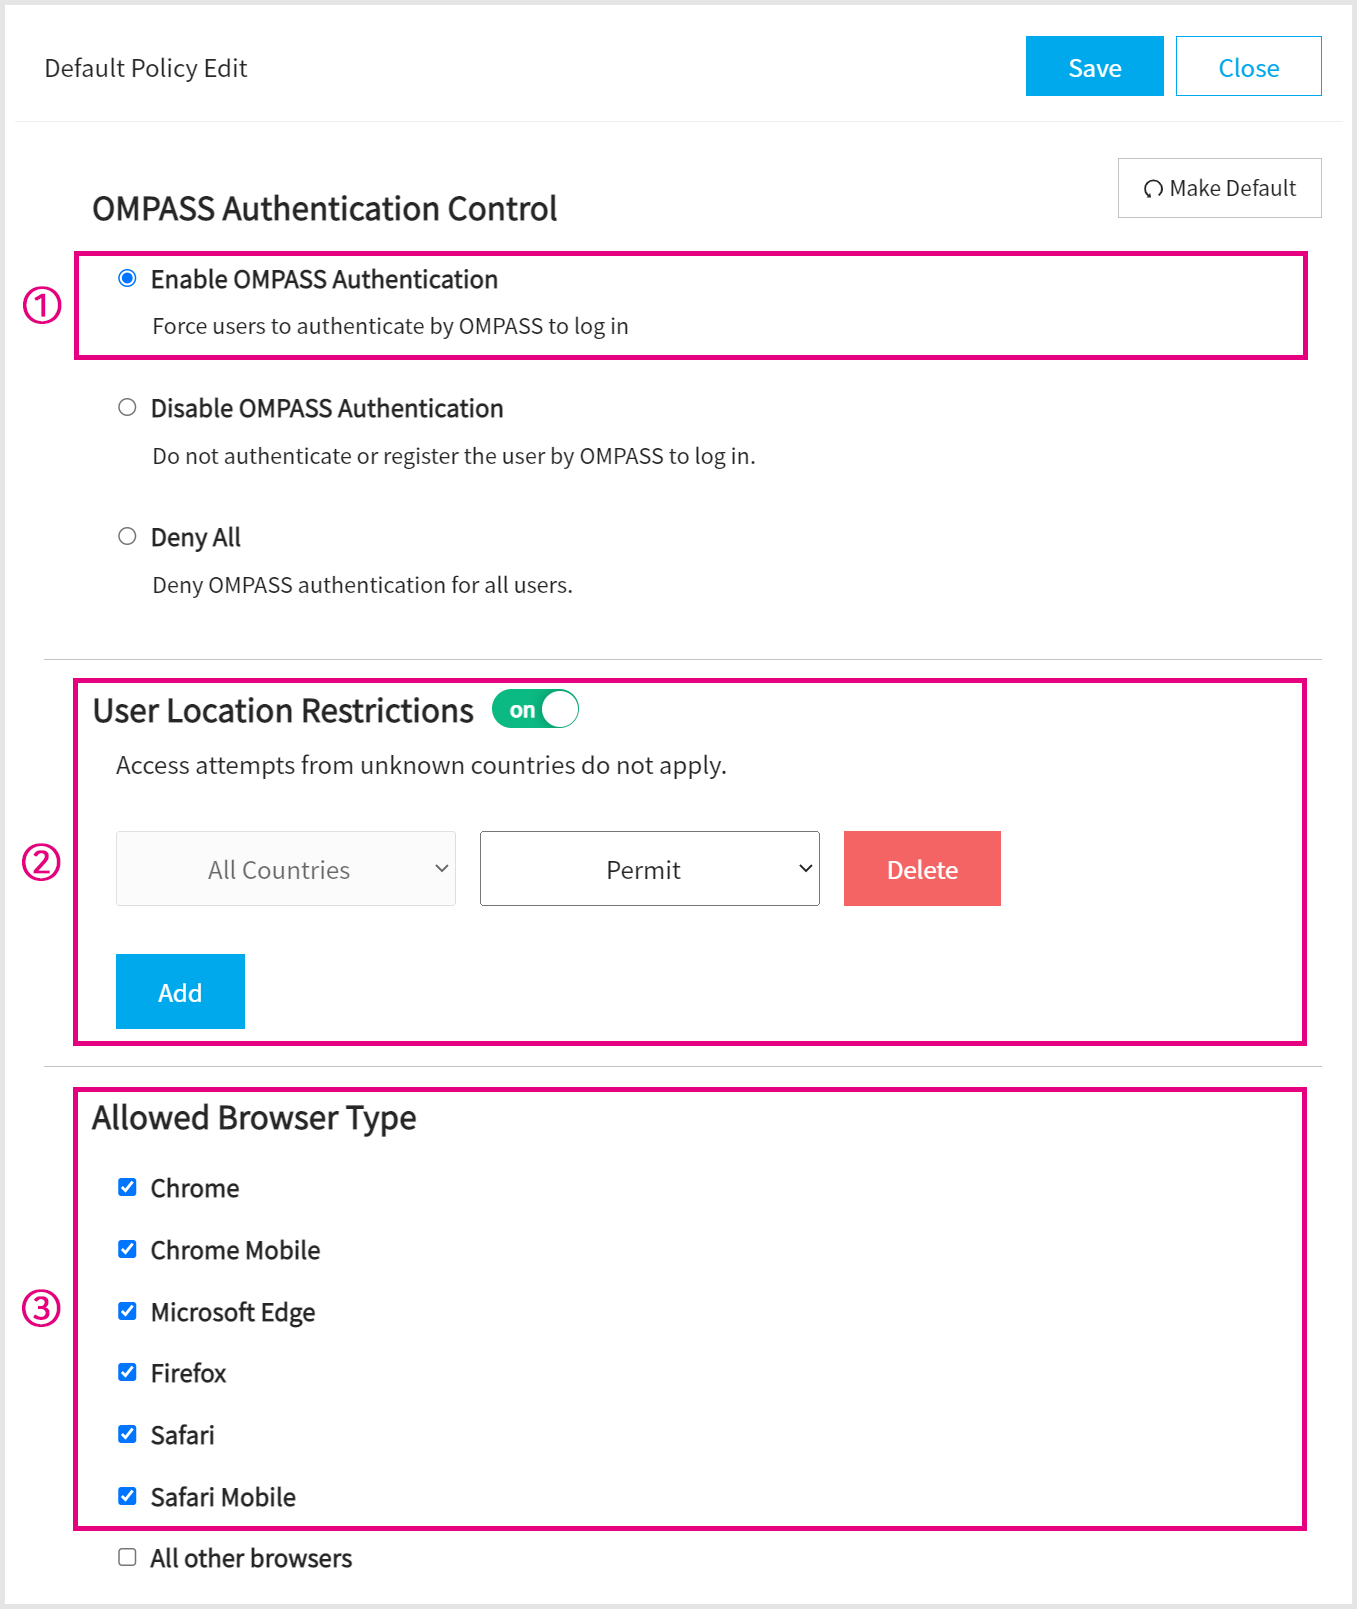 Default Policy Edit
Save
Close
Make Default
OMPASS Authentication Control
①
Enable OMPASS Authentication
Force users to authenticate by OMPASS to log in
Disable OMPASS Authentication
Do not authenticate or register the user by OMPASS to log in.
Deny All
Deny OMPASS authentication for all users.
User Location Restrictions on
Access attempts from unknown countries do not apply.
②
All Countries
Permit
Delete
Add
Allowed Browser Type
Chrome
Chrome Mobile
③
Microsoft Edge
Firefox
Safari
Safari Mobile
All other browsers